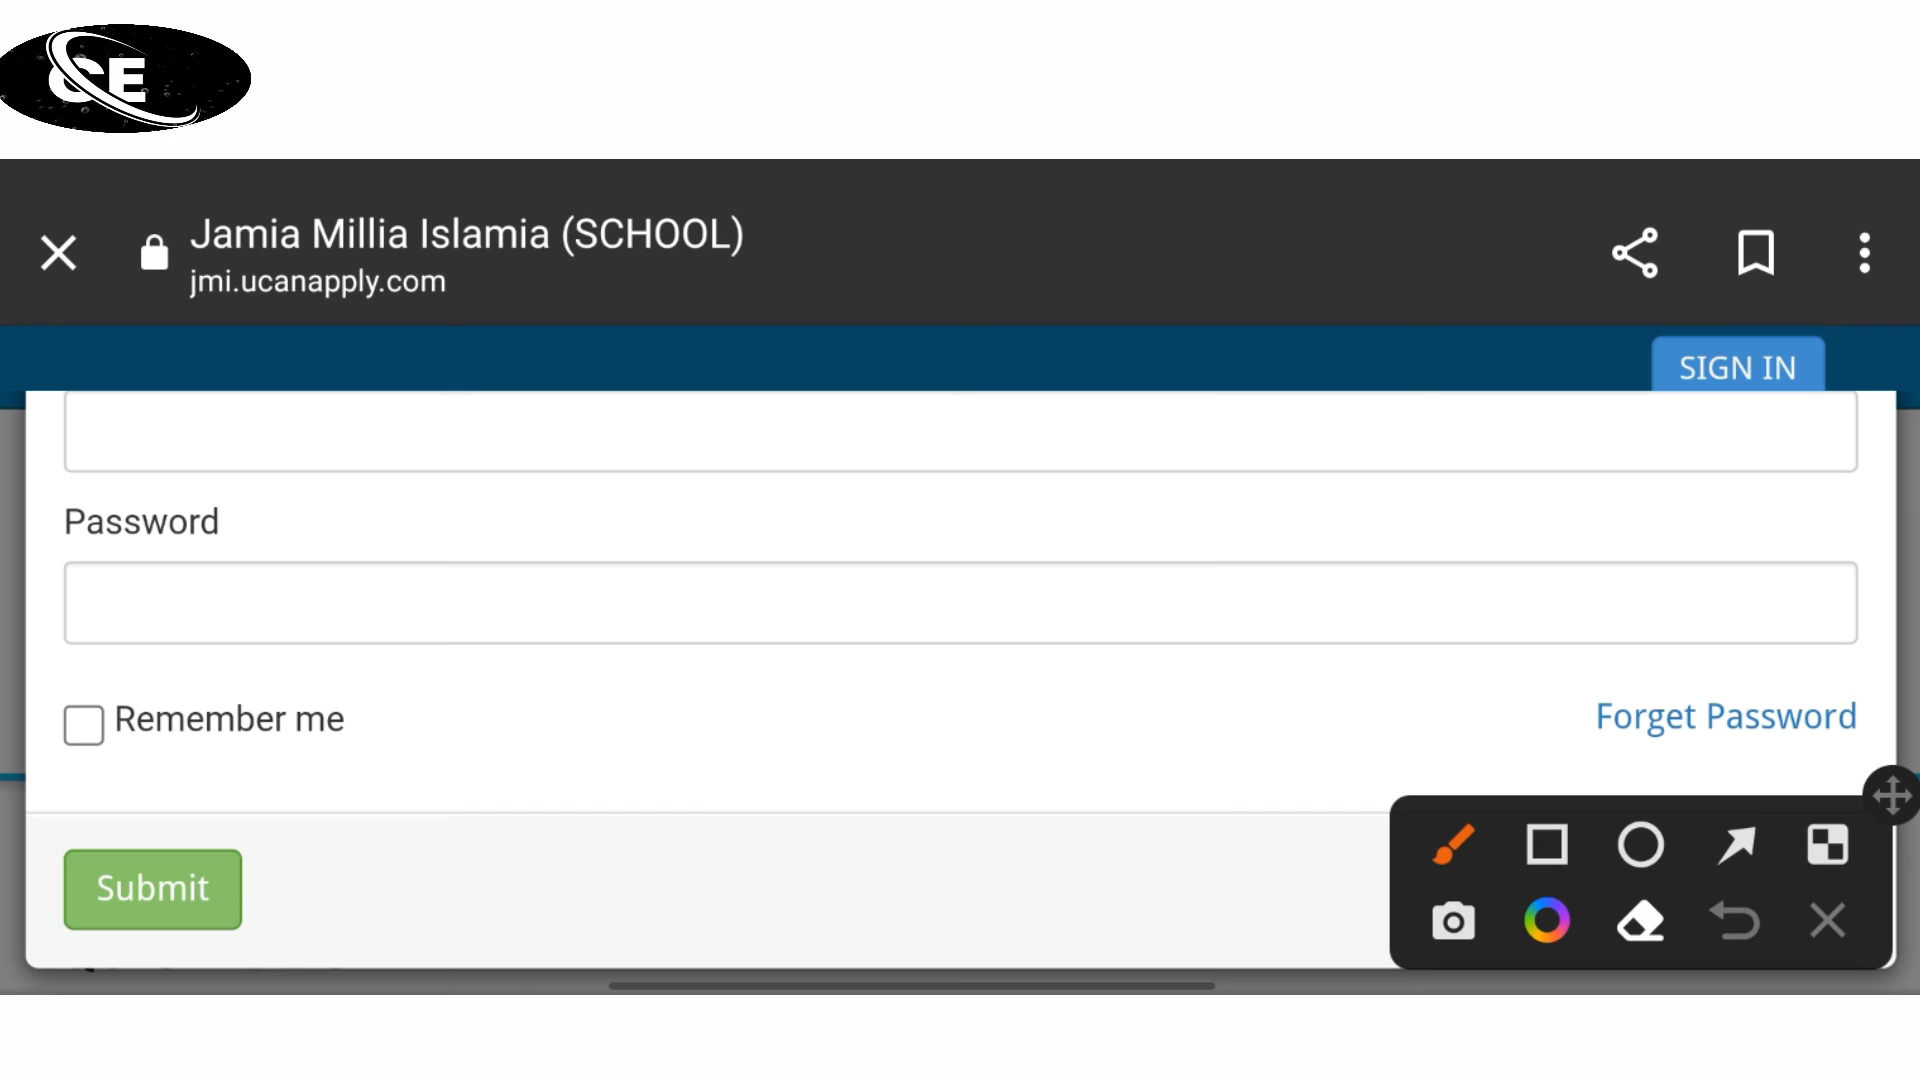 CE
Jamia Millia Islamia (SCHOOL)
jmi.ucanapply.com
SIGN IN
Password
Remember me
Forget Password
Submit